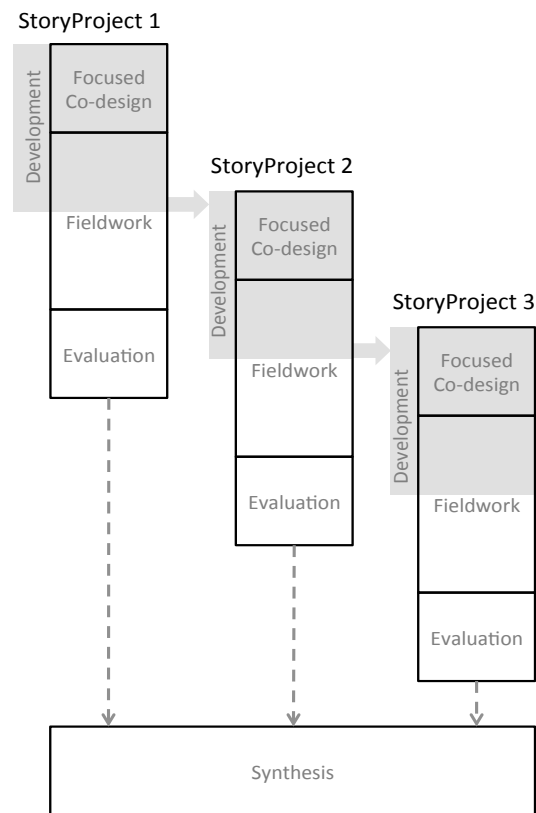 StoryProject 1
Development
Focused
Co-design
Fieldwork
Evaluation
StoryProject 2
Development
Focused
Co-design
Fieldwork
Evaluation
StoryProject 3
Development
Focused
Co-design
Fieldwork
Evaluation
Synthesis